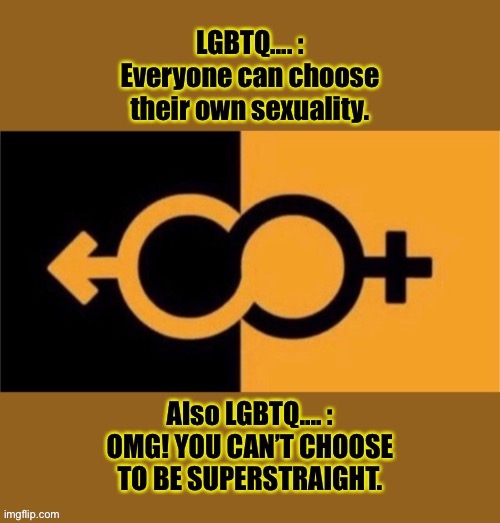 LGBTQ.... :
Everyone can choose
their own sexuality.
Also LGBTQ.... :
OMG! YOU CAN'T CHOOSE
TO BE SUPERSTRAIGHT.
imgflip.com